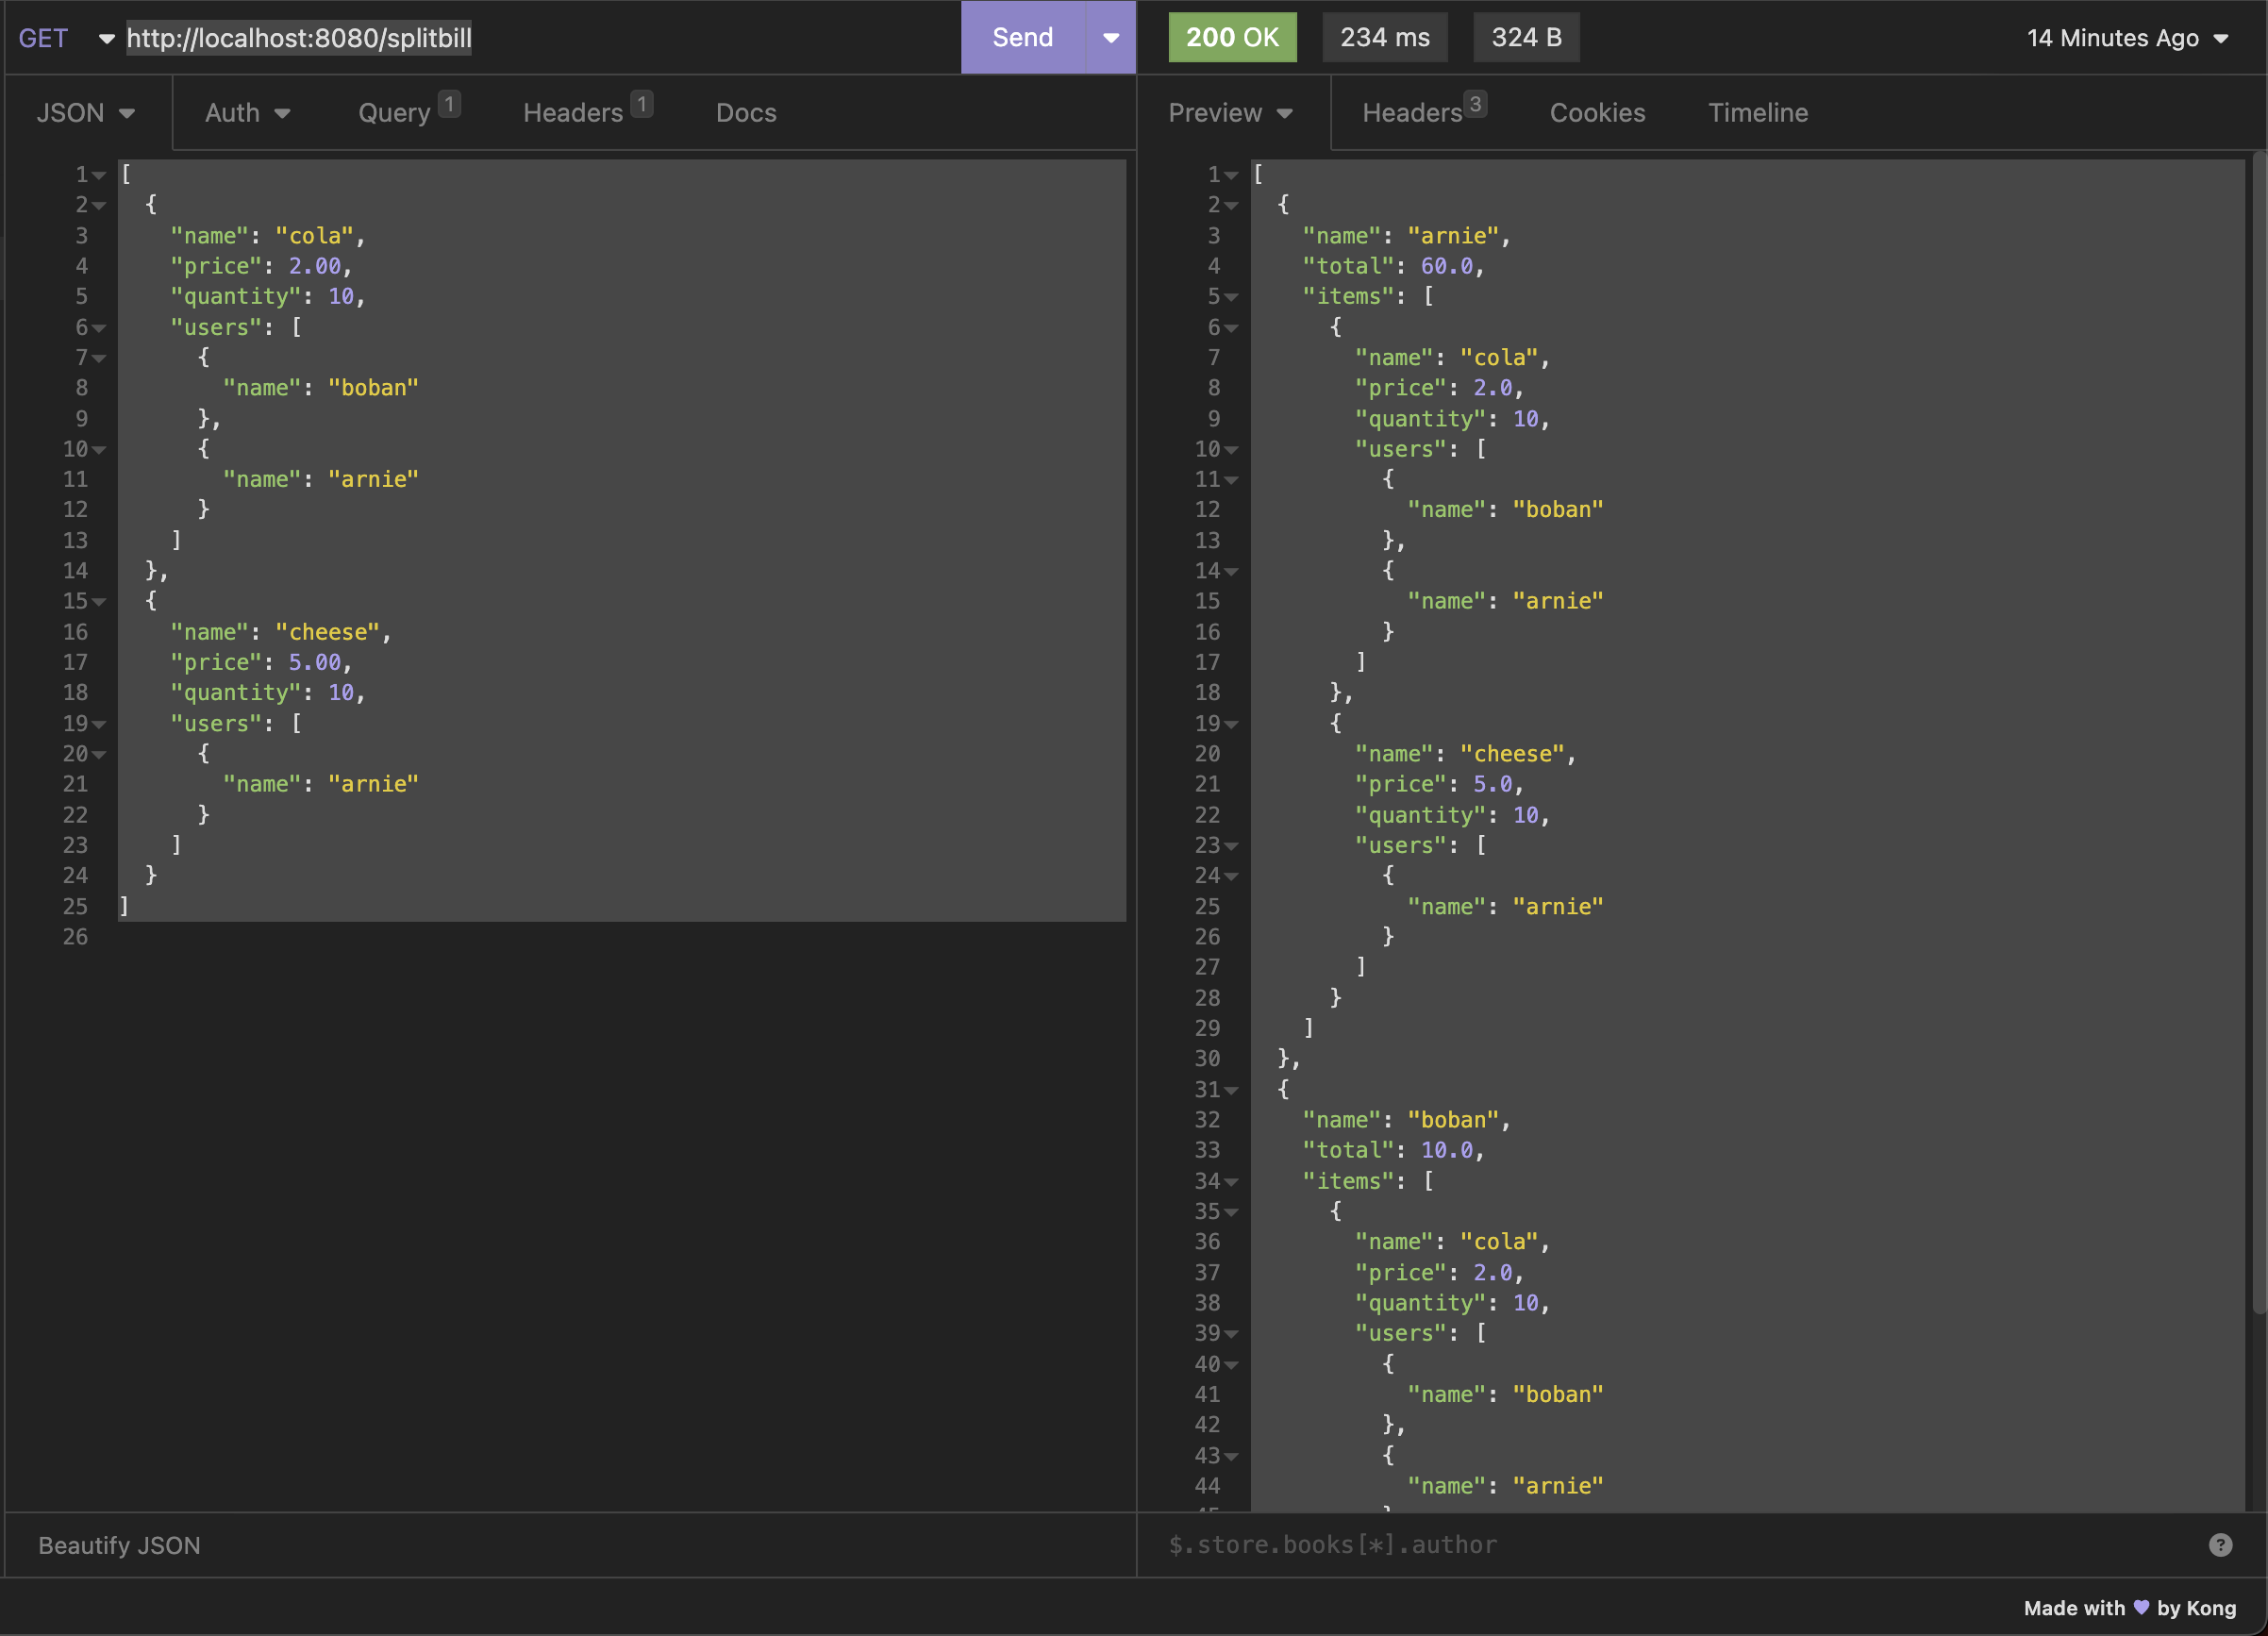 GET http://localhost:8080/splitbill Send 200 OK 234 ms 324 B 14 Minutes Ago
JSON Auth Query 1 Headers 1 Docs
1 [
2 {
3 "name": "cola",
4 "price": 2.00,
5 "quantity": 10,
6 "users": [
7 {
8 "name": "boban"
9 },
10 {
11 "name": "arnie"
12 }
13 ]
14 },
15 {
16 "name": "cheese",
17 "price": 5.00,
18 "quantity": 10,
19 "users": [
20 {
21 "name": "arnie"
22 }
23 ]
24 }
25 ]
26
Beautify JSON
Preview Headers 3 Cookies Timeline
1 [
2 {
3 "name": "arnie",
4 "total": 60.0,
5 "items": [
6 {
7 "name": "cola",
8 "price": 2.0,
9 "quantity": 10,
10 "users": [
11 {
12 "name": "boban"
13 },
14 {
15 "name": "arnie"
16 }
17 ]
18 },
19 {
20 "name": "cheese",
21 "price": 5.0,
22 "quantity": 10,
23 "users": [
24 {
25 "name": "arnie"
26 }
27 ]
28 }
29 ]
30 },
31 {
32 "name": "boban",
33 "total": 10.0,
34 "items": [
35 {
36 "name": "cola",
37 "price": 2.0,
38 "quantity": 10,
39 "users": [
40 {
41 "name": "boban"
42 },
43 {
44 "name": "arnie"
$.store.books[*].author ?
Made with 💜 by Kong